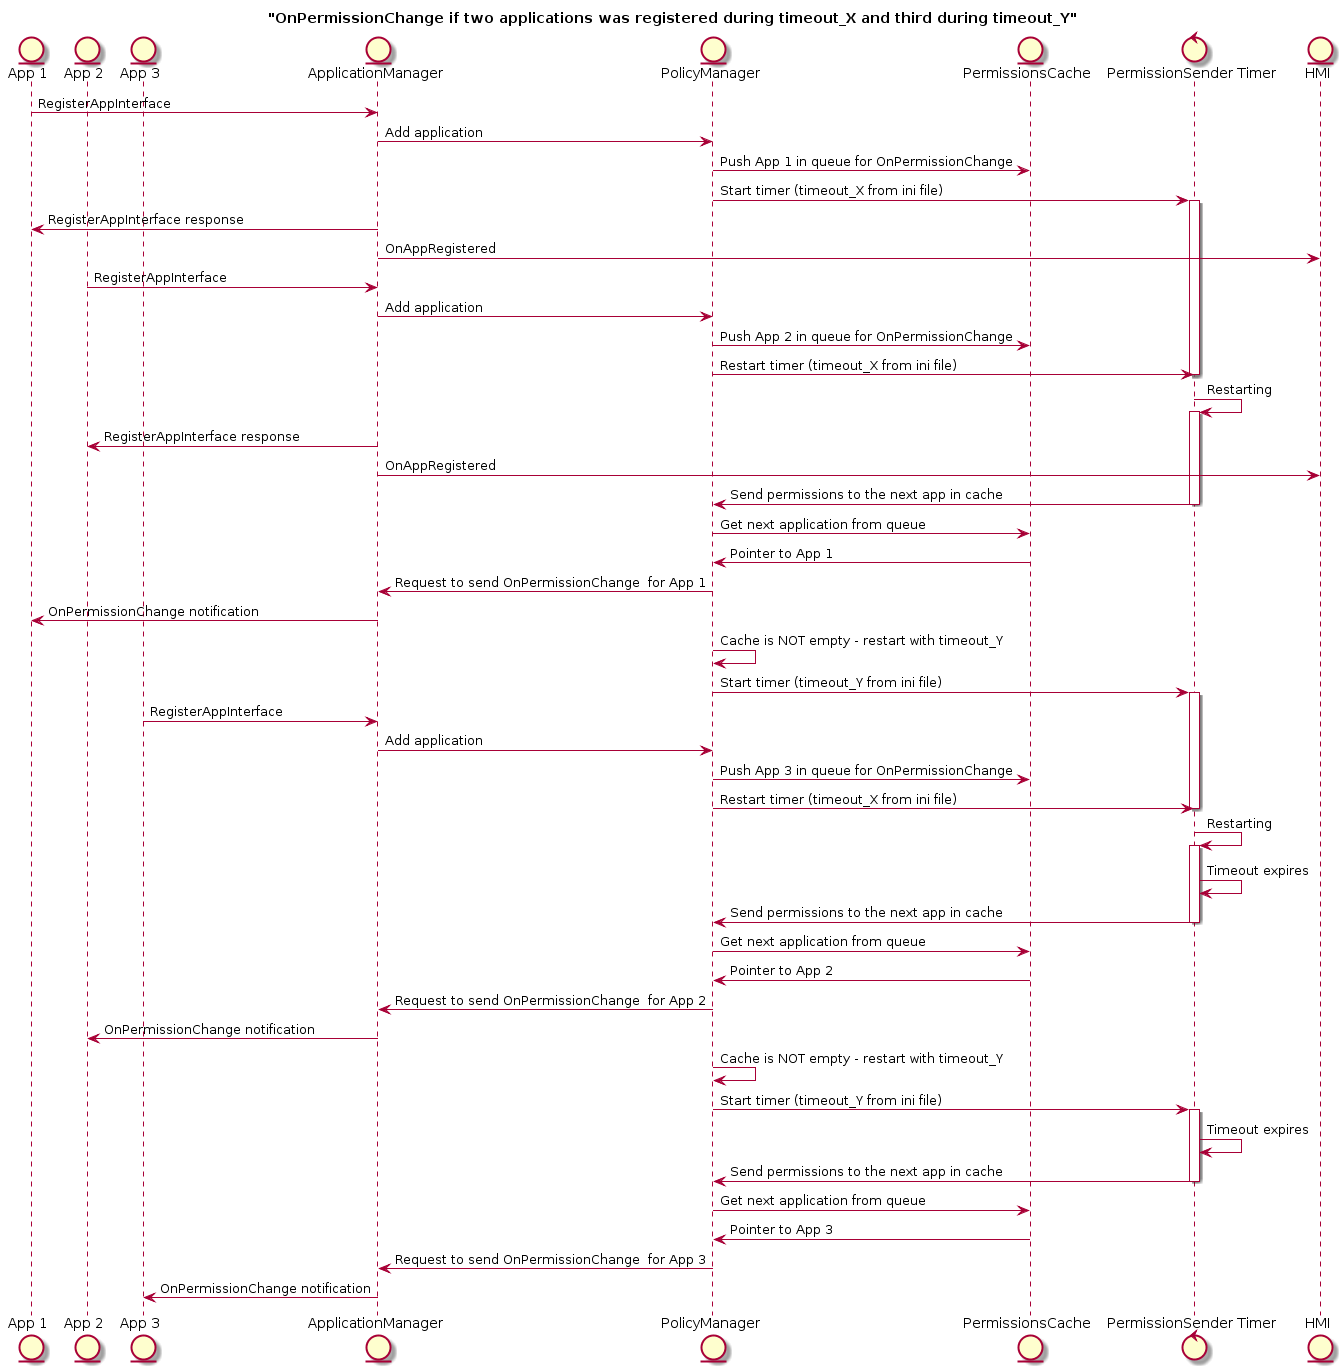 "OnPermissionChange if two applications was registered during timeout_X and third during timeout_Y"
App 1 App 2 App 3 ApplicationManager PolicyManager PermissionsCache PermissionSender Timer HMI
RegisterAppInterface
Add application
Push App 1 in queue for OnPermissionChange
Start timer (timeout_X from ini file)
RegisterAppInterface response
OnAppRegistered
RegisterAppInterface
Add application
Push App 2 in queue for OnPermissionChange
Restart timer (timeout_X from ini file)
Restarting
RegisterAppInterface response
OnAppRegistered
Send permissions to the next app in cache
Get next application from queue
Pointer to App 1
Request to send OnPermissionChange  for App 1
OnPermissionChange notification
Cache is NOT empty - restart with timeout_Y
Start timer (timeout_Y from ini file)
RegisterAppInterface
Add application
Push App 3 in queue for OnPermissionChange
Restart timer (timeout_X from ini file)
Restarting
Timeout expires
Send permissions to the next app in cache
Get next application from queue
Pointer to App 2
Request to send OnPermissionChange  for App 2
OnPermissionChange notification
Cache is NOT empty - restart with timeout_Y
Start timer (timeout_Y from ini file)
Timeout expires
Send permissions to the next app in cache
Get next application from queue
Pointer to App 3
Request to send OnPermissionChange  for App 3
OnPermissionChange notification
App 1 App 2 App 3 ApplicationManager PolicyManager PermissionsCache PermissionSender Timer HMI